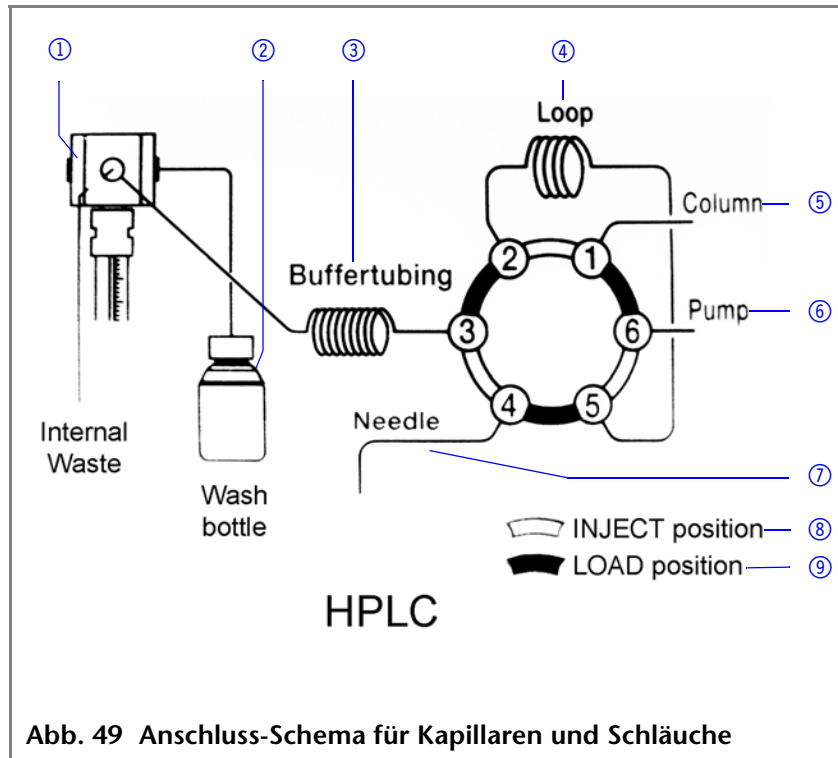 ① ② ③ ④
Loop
Column ⑤
Buffertubing
2 1
Pump ⑥
3 6
4 5
Needle
Internal
Waste
⑦
Wash
bottle
INJECT position ⑧
LOAD position ⑨
HPLC
Abb. 49 Anschluss-Schema für Kapillaren und Schläuche